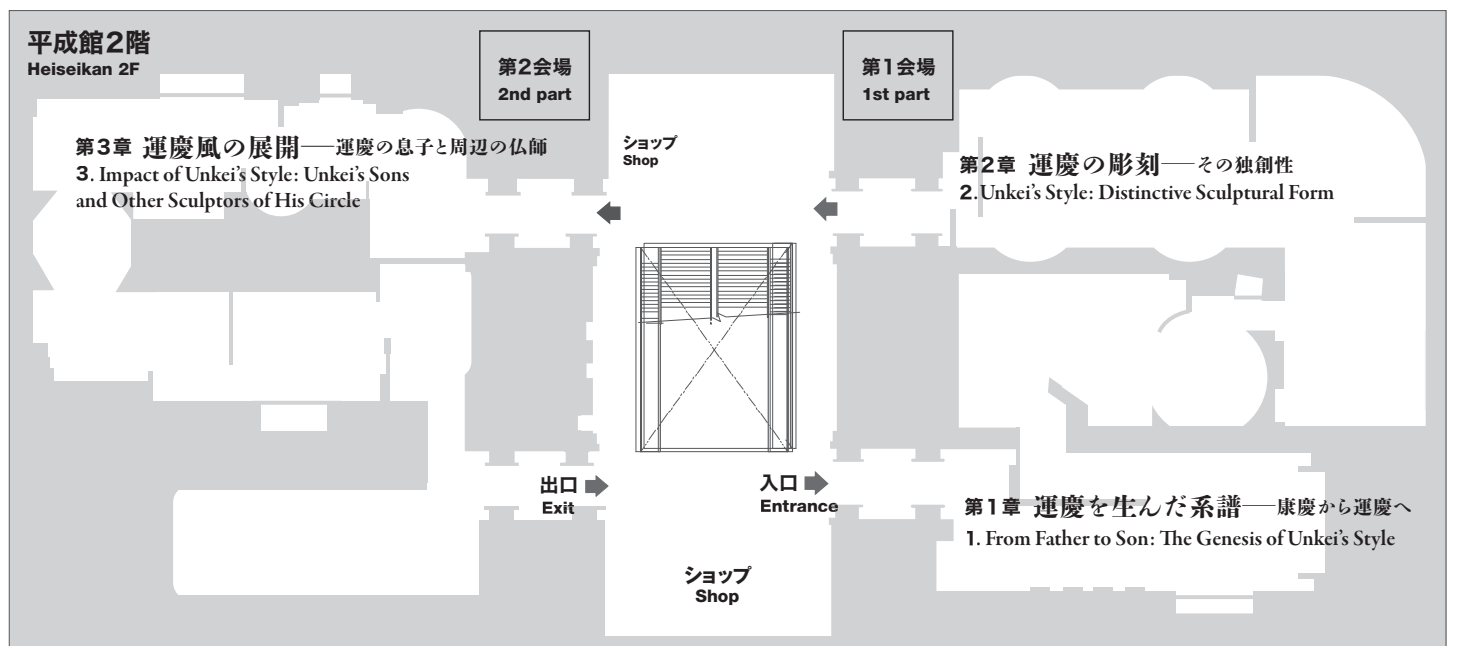 平成館2階
Heiseikan 2F
第2会場
2nd part
第1会場
1st part
ショップ
Shop
第3章 運慶風の展開──運慶の息子と周辺の仏師
3. Impact of Unkei's Style: Unkei's Sons
and Other Sculptors of His Circle
第2章 運慶の彫刻──その独創性
2. Unkei's Style: Distinctive Sculptural Form
出口
Exit
入口
Entrance
第1章 運慶を生んだ系譜──康慶から運慶へ
1. From Father to Son: The Genesis of Unkei's Style
ショップ
Shop